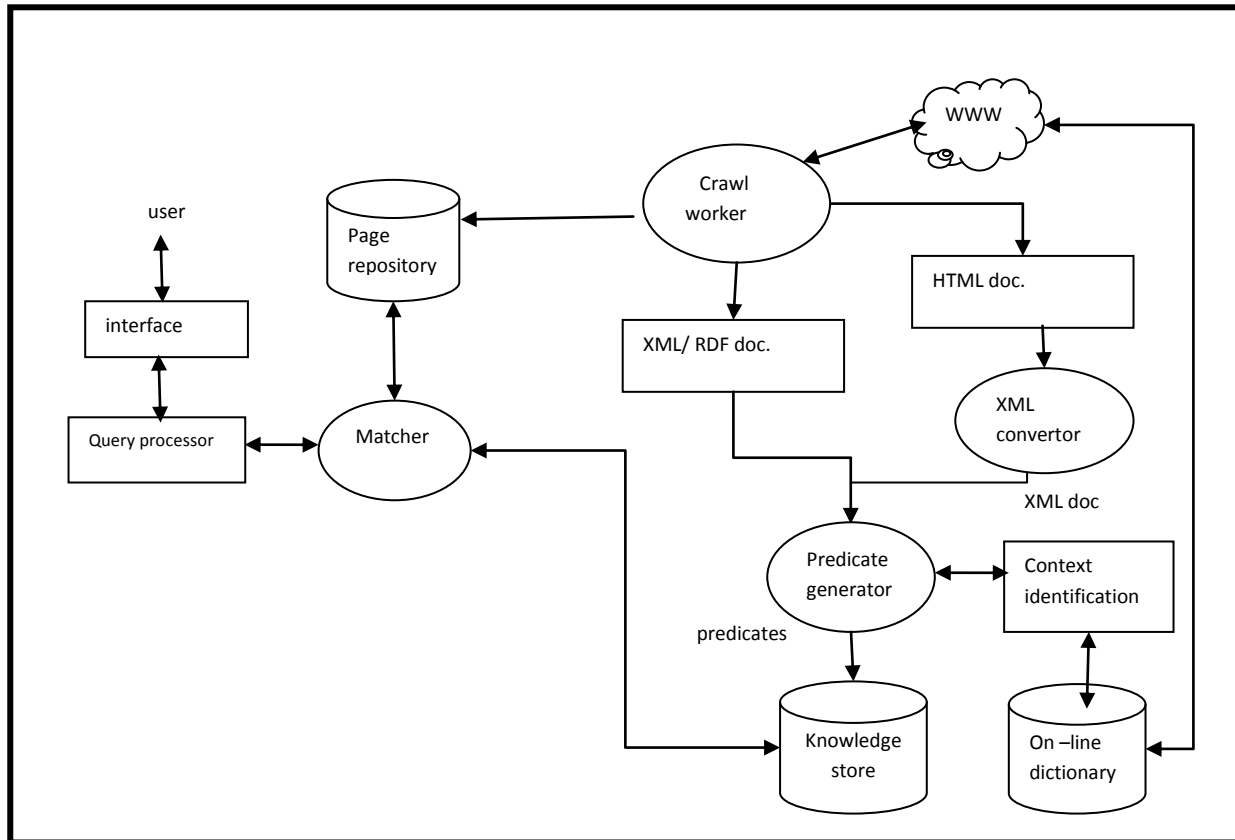 WWW
Crawl
worker
user
Page
repository
HTML doc.
interface
XML/ RDF doc.
XML
convertor
Query processor
Matcher
XML doc
Predicate
generator
Context
identification
predicates
Knowledge
store
On –line
dictionary